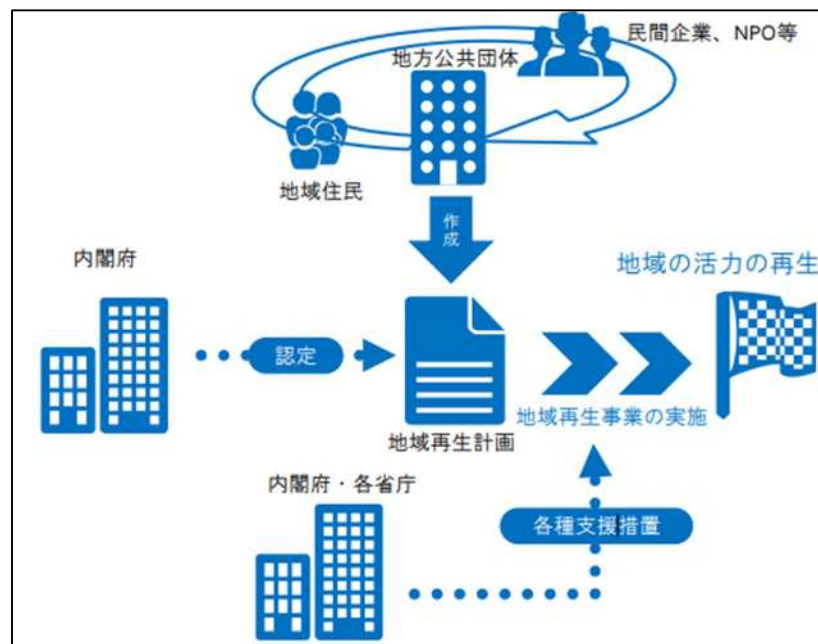 民間企業、NPO等
地方公共団体
地域住民
作成
内閣府
地域の活力の再生
認定
地域再生事業の実施
地域再生計画
内閣府・各省庁
各種支援措置